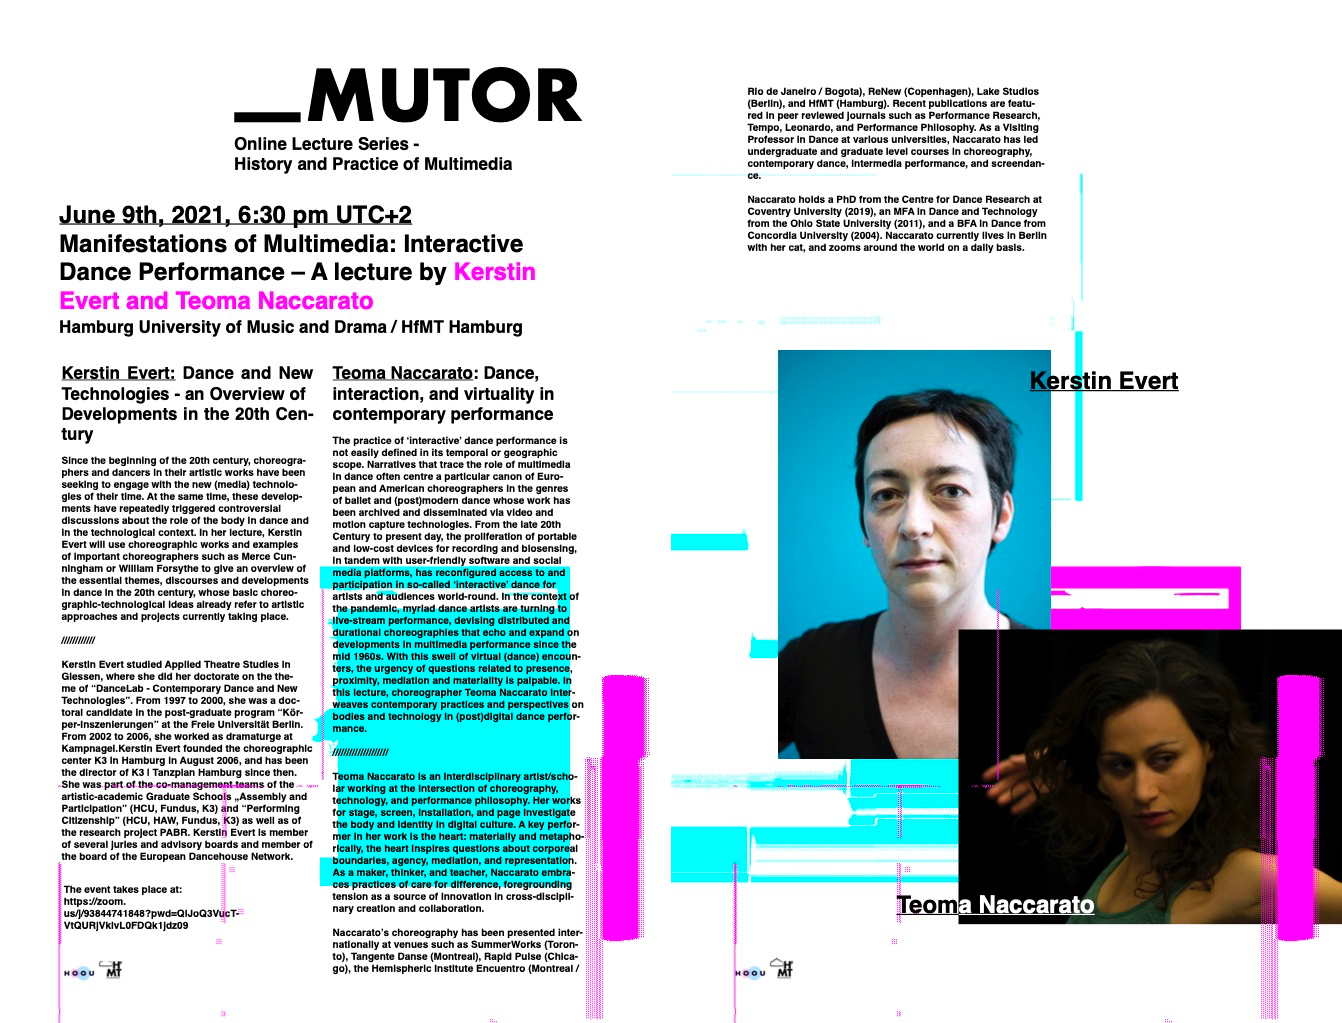 __MUTOR
Online Lecture Series -
History and Practice of Multimedia
June 9th, 2021, 6:30 pm UTC+2
Manifestations of Multimedia: Interactive
Dance Performance – A lecture by Kerstin
Evert and Teoma Naccarato
Hamburg University of Music and Drama / HfMT Hamburg
Kerstin Evert: Dance and New
Technologies - an Overview of
Developments in the 20th Cen-
tury
Since the beginning of the 20th century, choreogra-
phers and dancers in their artistic works have been
seeking to engage with the new (media) technolo-
gies of their time. At the same time, these develop-
ments have repeatedly triggered controversial
discussions about the role of the body in dance and
in the technological context. In her lecture, Kerstin
Evert will use choreographic works and examples
of important choreographers such as Merce Cun-
ningham or William Forsythe to give an overview of
the essential themes, discourses and developments
in dance in the 20th century, whose basic choreo-
graphic-technological ideas already refer to artistic
approaches and projects currently taking place.
////////////
Kerstin Evert studied Applied Theatre Studies in
Giessen, where she did her doctorate on the the-
me of “DanceLab - Contemporary Dance and New
Technologies”. From 1997 to 2000, she was a doc-
toral candidate in the post-graduate program “Kör-
per-Inszenierungen” at the Freie Universität Berlin.
From 2002 to 2006, she worked as dramaturge at
Kampnagel.Kerstin Evert founded the choreographic
center K3 in Hamburg in August 2006, and has been
the director of K3 | Tanzplan Hamburg since then.
She was part of the co-management teams of the
artistic-academic Graduate Schools „Assembly and
Participation” (HCU, Fundus, K3) and “Performing
Citizenship” (HCU, HAW, Fundus, K3) as well as of
the research project PABR. Kerstin Evert is member
of several juries and advisory boards and member of
the board of the European Dancehouse Network.
The event takes place at:
https://zoom.
us/j/93844741848?pwd=QlJoQ3VucT-
VtQURjVklvL0FDQk1jdz09
HOOU
HfMT
Teoma Naccarato: Dance,
interaction, and virtuality in
contemporary performance
The practice of ‘interactive’ dance performance is
not easily defined in its temporal or geographic
scope. Narratives that trace the role of multimedia
in dance often centre a particular canon of Euro-
pean and American choreographers in the genres
of ballet and (post)modern dance whose work has
been archived and disseminated via video and
motion capture technologies. From the late 20th
Century to present day, the proliferation of portable
and low-cost devices for recording and biosensing,
in tandem with user-friendly software and social
media platforms, has reconfigured access to and
participation in so-called ‘interactive’ dance for
artists and audiences world-round. In the context of
the pandemic, myriad dance artists are turning to
live-stream performance, devising distributed and
durational choreographies that echo and expand on
developments in multimedia performance since the
mid 1960s. With this swell of virtual (dance) encoun-
ters, the urgency of questions related to presence,
proximity, mediation and materiality is palpable. In
this lecture, choreographer Teoma Naccarato inter-
weaves contemporary practices and perspectives on
bodies and technology in (post)digital dance perfor-
mance.
////////////////////
Teoma Naccarato is an interdisciplinary artist/scho-
lar working at the intersection of choreography,
technology, and performance philosophy. Her works
for stage, screen, installation, and page investigate
the body and identity in digital culture. A key perfor-
mer in her work is the heart: materially and metapho-
rically, the heart inspires questions about corporeal
boundaries, agency, mediation, and representation.
As a maker, thinker, and teacher, Naccarato embra-
ces practices of care for difference, foregrounding
tension as a source of innovation in cross-discipli-
nary creation and collaboration.
Naccarato’s choreography has been presented inter-
nationally at venues such as SummerWorks (Toron-
to), Tangente Danse (Montreal), Rapid Pulse (Chica-
go), the Hemispheric Institute Encuentro (Montreal /
Rio de Janeiro / Bogota), ReNew (Copenhagen), Lake Studios
(Berlin), and HfMT (Hamburg). Recent publications are featu-
red in peer reviewed journals such as Performance Research,
Tempo, Leonardo, and Performance Philosophy. As a Visiting
Professor in Dance at various universities, Naccarato has led
undergraduate and graduate level courses in choreography,
contemporary dance, intermedia performance, and screendan-
ce.
Naccarato holds a PhD from the Centre for Dance Research at
Coventry University (2019), an MFA in Dance and Technology
from the Ohio State University (2011), and a BFA in Dance from
Concordia University (2004). Naccarato currently lives in Berlin
with her cat, and zooms around the world on a daily basis.
Kerstin Evert
Teoma Naccarato
HOOU
HfMT